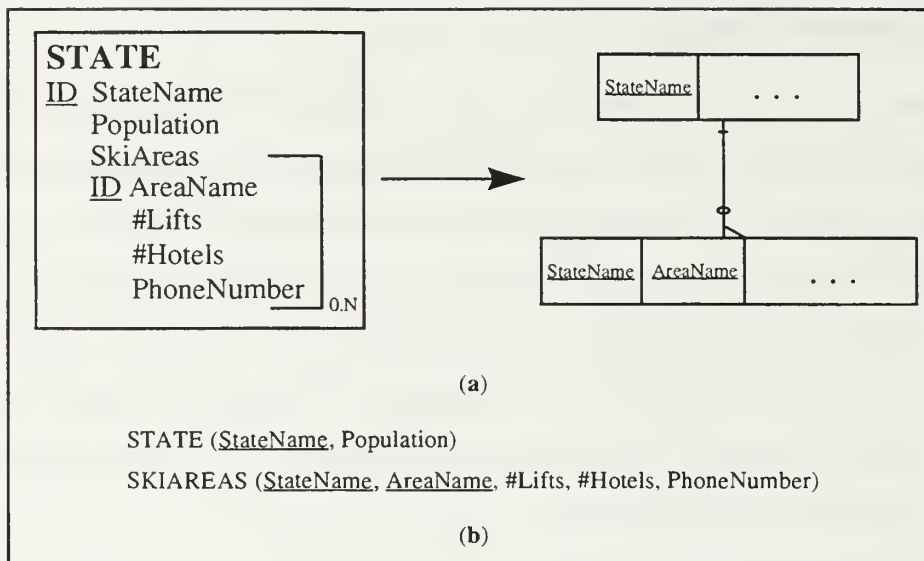 STATE
ID StateName
Population
SkiAreas
ID AreaName
#Lifts
#Hotels
PhoneNumber
0.N
StateName
. . .
StateName
AreaName
. . .
(a)
STATE (StateName, Population)
SKIAREAS (StateName, AreaName, #Lifts, #Hotels, PhoneNumber)
(b)